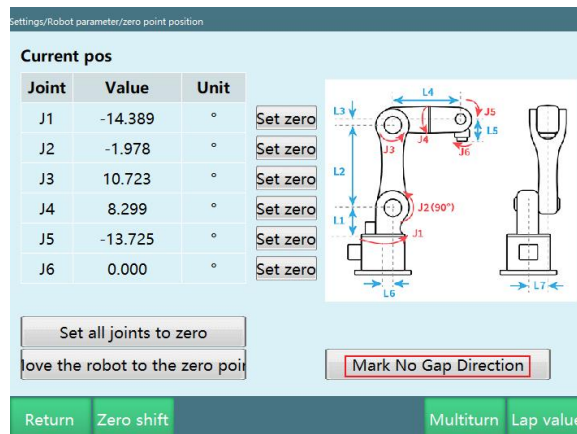 Settings/Robot parameter/zero point position
Current pos
Joint Value Unit
J1 -14.389 ° Set zero
J2 -1.978 ° Set zero
J3 10.723 ° Set zero
J4 8.299 ° Set zero
J5 -13.725 ° Set zero
J6 0.000 ° Set zero
L4
L3 J5
L5
J3 J4 J6
L2
J2(90°)
L1
J1
L6 L7
Set all joints to zero
love the robot to the zero poin
Mark No Gap Direction
Return Zero shift Multiturn Lap value